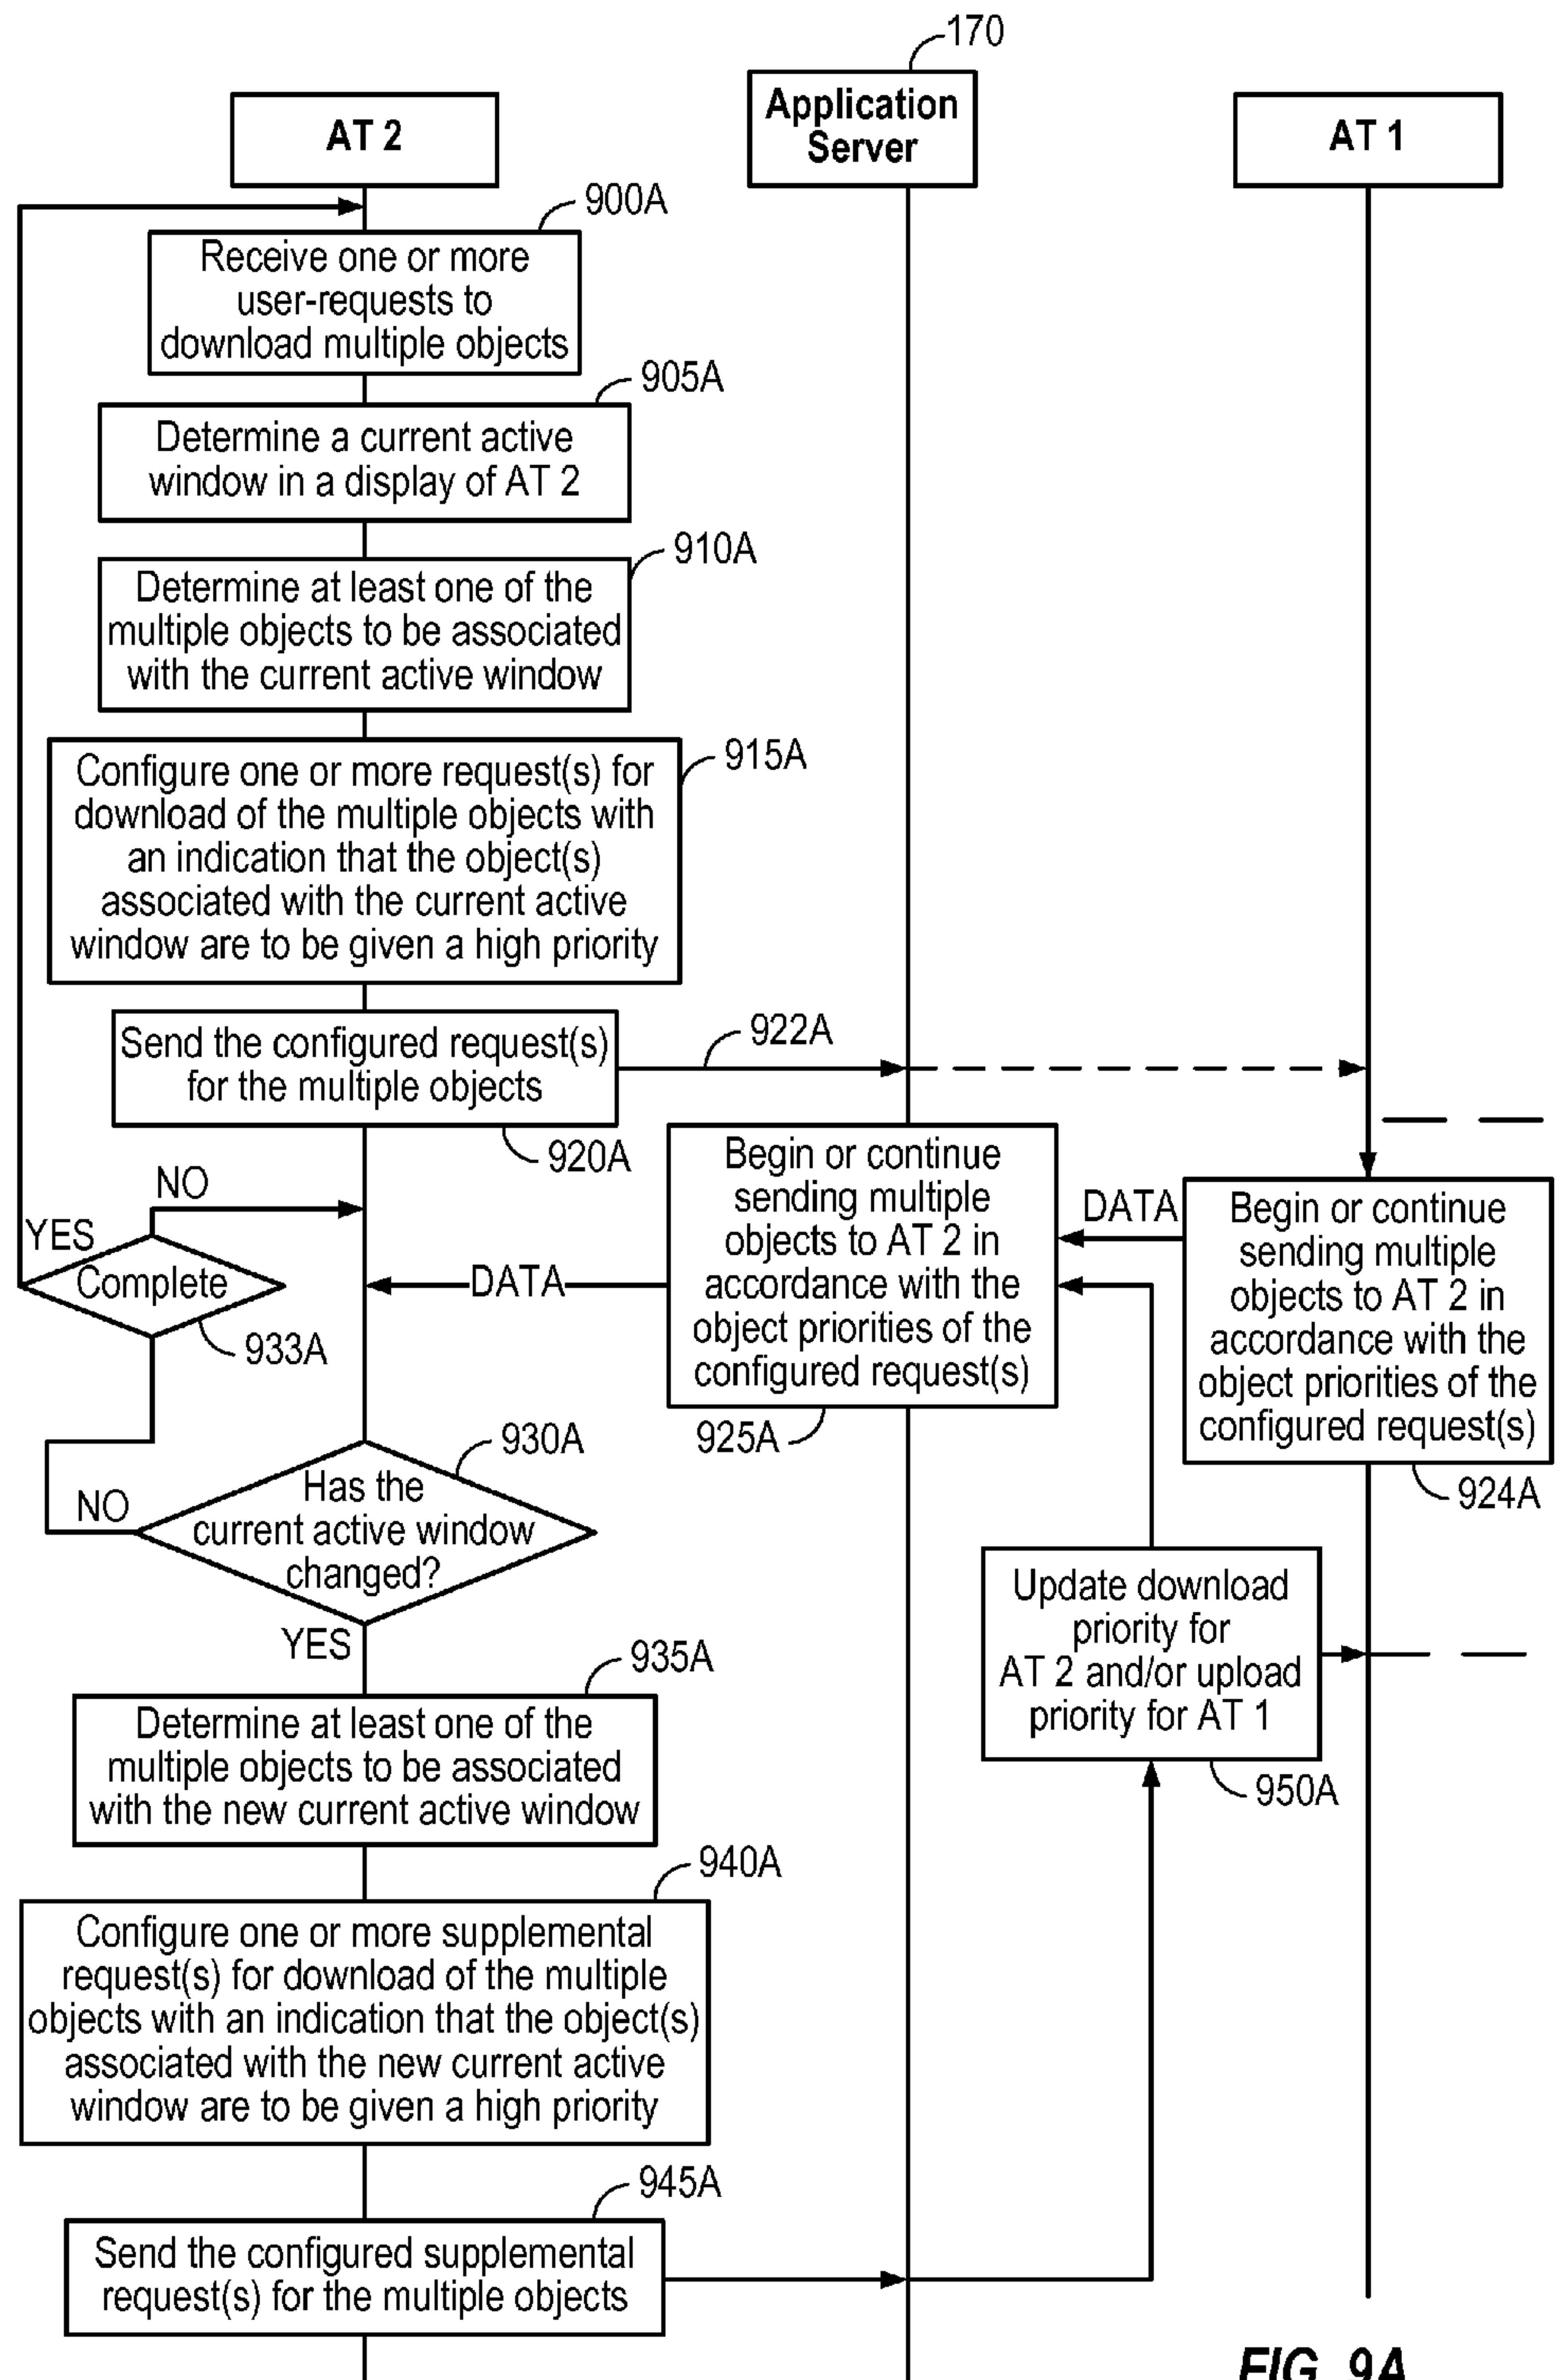 170
AT 2
Application
Server
AT 1
900A
Receive one or more
user-requests to
download multiple objects
905A
Determine a current active
window in a display of AT 2
910A
Determine at least one of the
multiple objects to be associated
with the current active window
915A
Configure one or more request(s) for
download of the multiple objects with
an indication that the object(s)
associated with the current active
window are to be given a high priority
Send the configured request(s)
for the multiple objects
922A
920A
NO
YES
Complete
933A
DATA
Begin or continue
sending multiple
objects to AT 2 in
accordance with the
object priorities of the
configured request(s)
925A
DATA
Begin or continue
sending multiple
objects to AT 2 in
accordance with the
object priorities of the
configured request(s)
924A
930A
Has the
current active window
changed?
NO
YES
Update download
priority for
AT 2 and/or upload
priority for AT 1
950A
935A
Determine at least one of the
multiple objects to be associated
with the new current active window
940A
Configure one or more supplemental
request(s) for download of the multiple
objects with an indication that the object(s)
associated with the new current active
window are to be given a high priority
945A
Send the configured supplemental
request(s) for the multiple objects
FIG. 9A